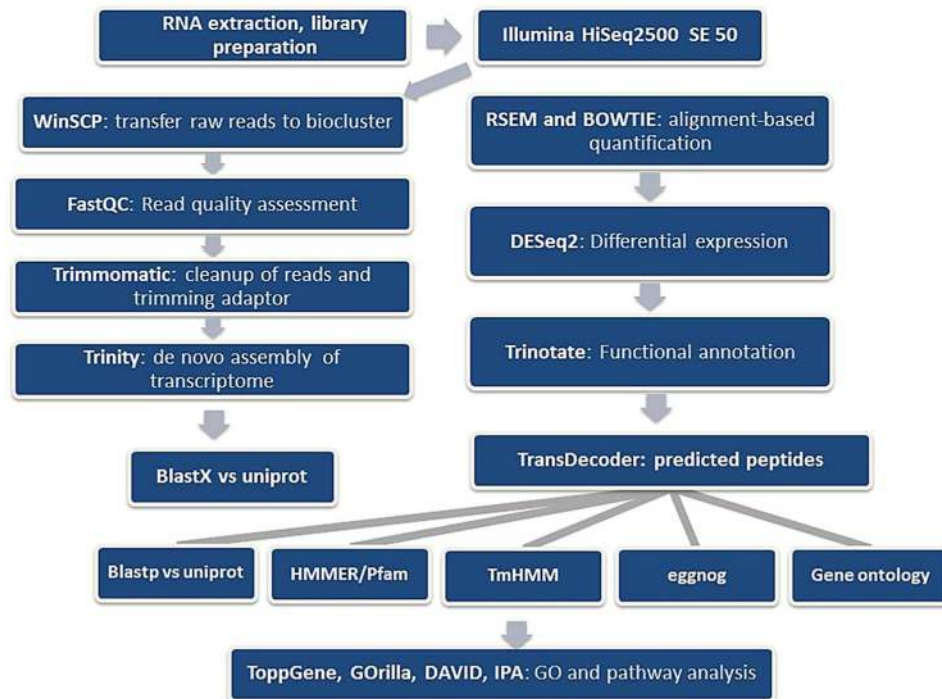 RNA extraction, library
preparation
Illumina HiSeq2500 SE 50
WinSCP: transfer raw reads to biocluster
FastQC: Read quality assessment
Trimmomatic: cleanup of reads and
trimming adaptor
Trinity: de novo assembly of
transcriptome
BlastX vs uniprot
RSEM and BOWTIE: alignment-based
quantification
DESeq2: Differential expression
Trinotate: Functional annotation
TransDecoder: predicted peptides
Blastp vs uniprot
HMMER/Pfam
TmHMM
eggnog
Gene ontology
ToppGene, GOrilla, DAVID, IPA: GO and pathway analysis